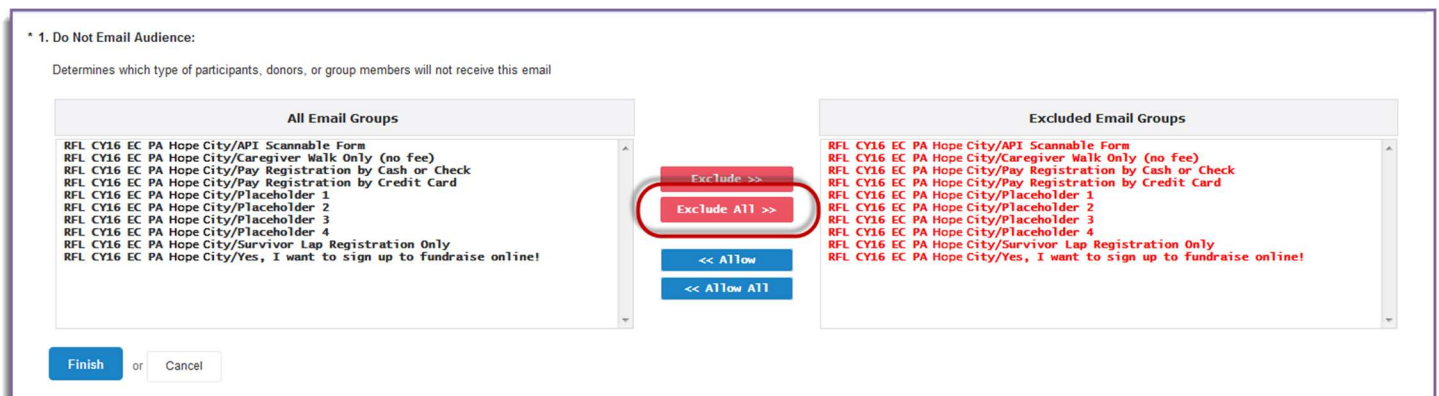 * 1. Do Not Email Audience:
Determines which type of participants, donors, or group members will not receive this email
All Email Groups
RFL CY16 EC PA Hope City/API Scannable Form
RFL CY16 EC PA Hope City/Caregiver Walk Only (no fee)
RFL CY16 EC PA Hope City/Pay Registration by Cash or Check
RFL CY16 EC PA Hope City/Pay Registration by Credit Card
RFL CY16 EC PA Hope City/Placeholder 1
RFL CY16 EC PA Hope City/Placeholder 2
RFL CY16 EC PA Hope City/Placeholder 3
RFL CY16 EC PA Hope City/Placeholder 4
RFL CY16 EC PA Hope City/Survivor Lap Registration Only
RFL CY16 EC PA Hope City/Yes, I want to sign up to fundraise online!
Exclude >>
Exclude All >>
<< Allow
<< Allow All
Excluded Email Groups
RFL CY16 EC PA Hope City/API Scannable Form
RFL CY16 EC PA Hope City/Caregiver Walk Only (no fee)
RFL CY16 EC PA Hope City/Pay Registration by Cash or Check
RFL CY16 EC PA Hope City/Pay Registration by Credit Card
RFL CY16 EC PA Hope City/Placeholder 1
RFL CY16 EC PA Hope City/Placeholder 2
RFL CY16 EC PA Hope City/Placeholder 3
RFL CY16 EC PA Hope City/Placeholder 4
RFL CY16 EC PA Hope City/Survivor Lap Registration Only
RFL CY16 EC PA Hope City/Yes, I want to sign up to fundraise online!
Finish or Cancel